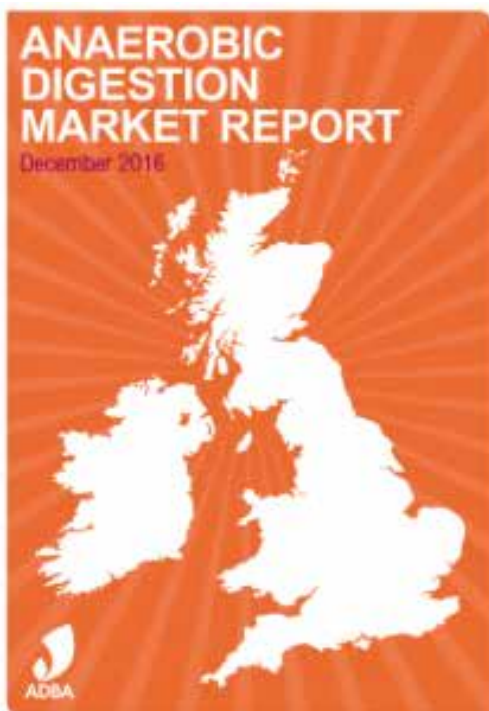 ANAEROBIC
DIGESTION
MARKET REPORT
December 2016
ADBA